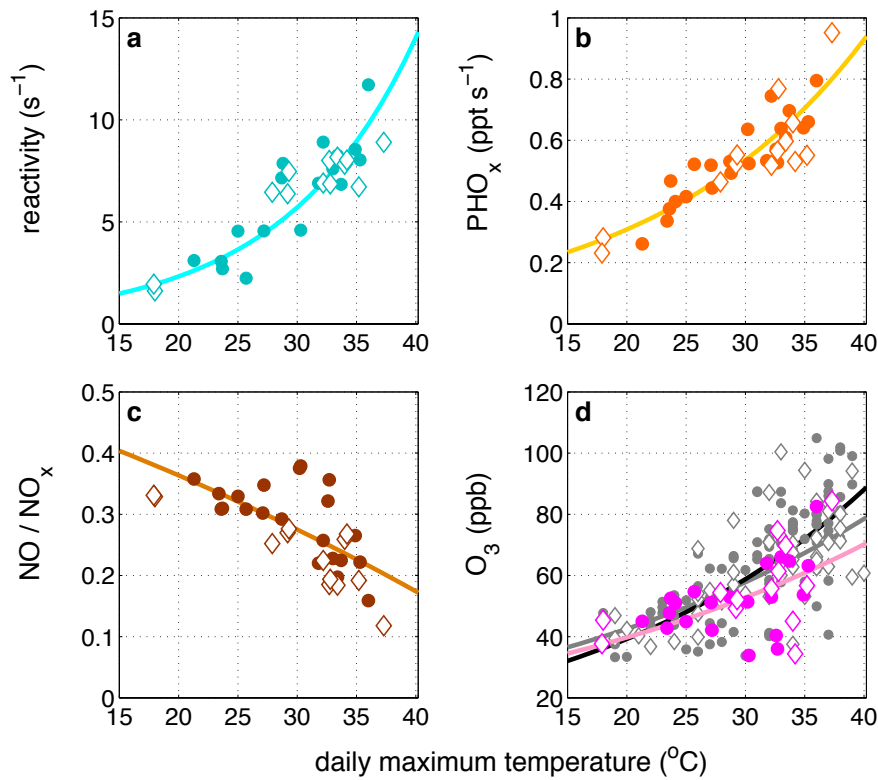 a
reactivity (s⁻¹)
15
10
5
0
15 20 25 30 35 40
b
PHOₓ (ppt s⁻¹)
1
0.8
0.6
0.4
0.2
0
15 20 25 30 35 40
c
NO / NOₓ
0.5
0.4
0.3
0.2
0.1
0
15 20 25 30 35 40
d
O₃ (ppb)
120
100
80
60
40
20
15 20 25 30 35 40
daily maximum temperature (°C)